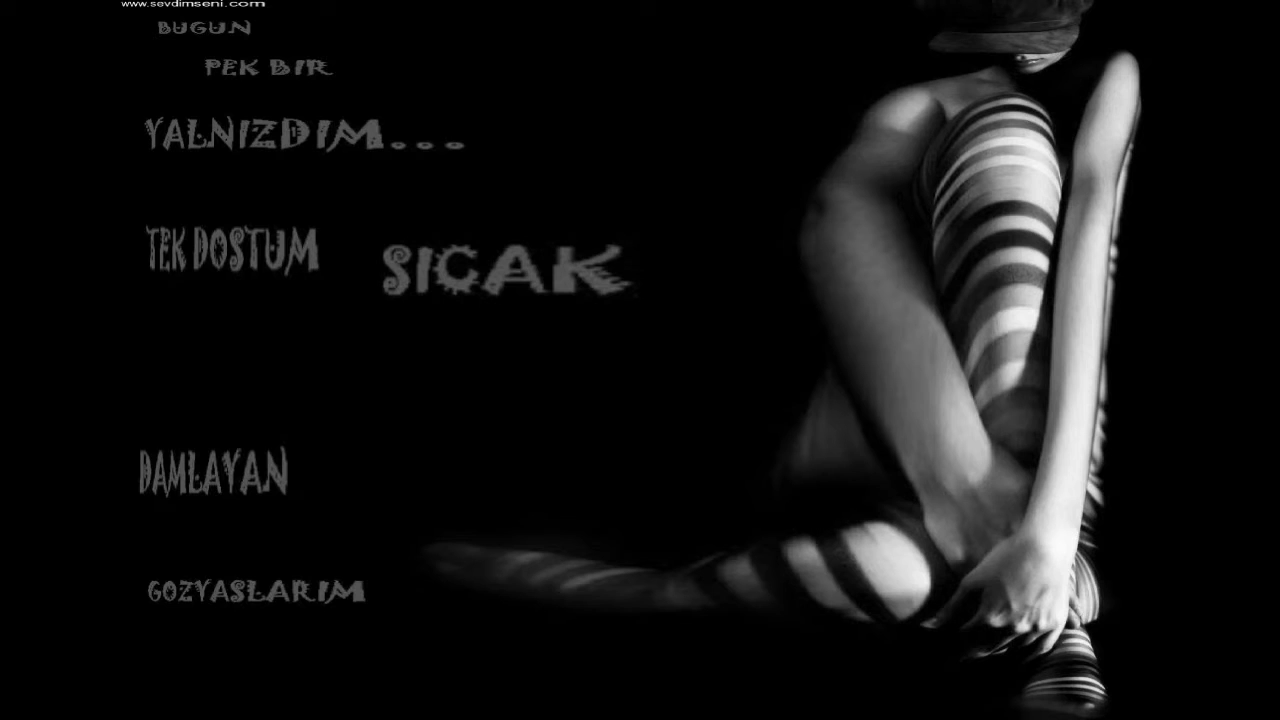 www.sevdimseni.com
BUGUN
PEK BIR
YALNIZDIM...
TEK DOSTUM SICAK
DAMLAYAN
GOZYASLARIM